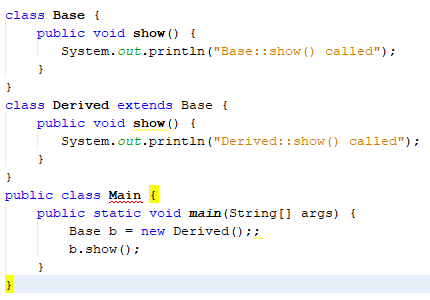 class Base {
    public void show() {
       System.out.println("Base::show() called");
    }
}
class Derived extends Base {
    public void show() {
       System.out.println("Derived::show() called");
    }
}
public class Main {
    public static void main(String[] args) {
        Base b = new Derived();;
        b.show();
    }
}